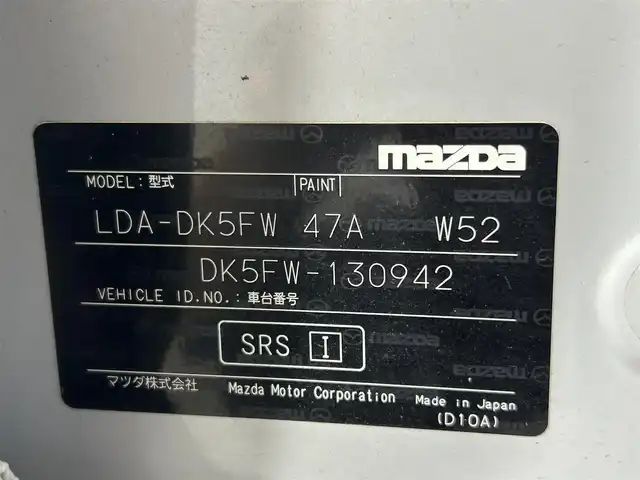 mazda
MODEL : 型式 PAINT
LDA-DK5FW 47A W52
DK5FW-130942
VEHICLE ID.NO.: 車台番号
SRS I
マツダ株式会社 Mazda Motor Corporation Made in Japan
(D10A)